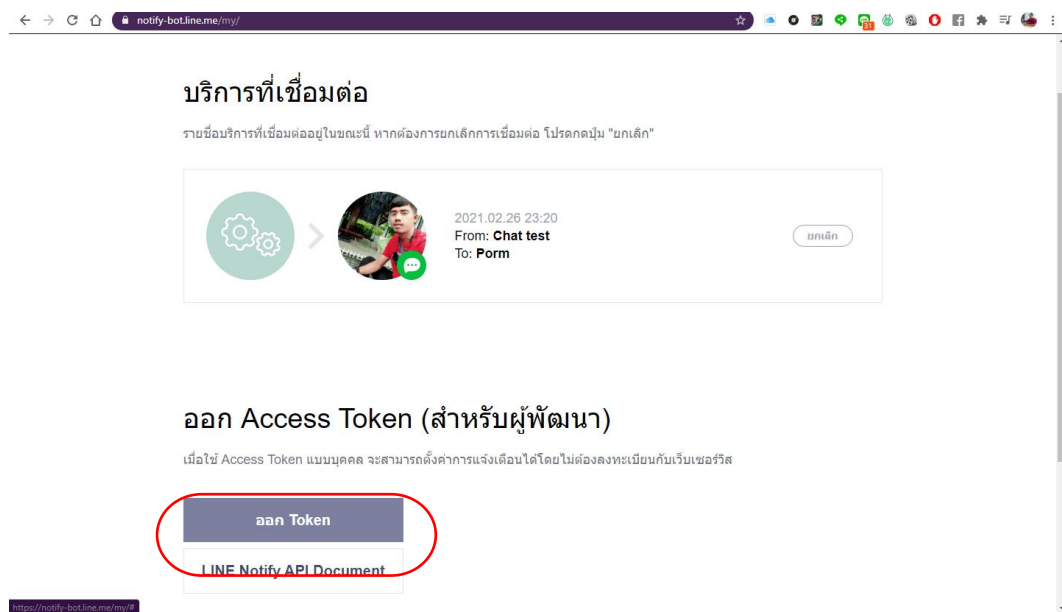 notify-bot.line.me/my/
31
บริการที่เชื่อมต่อ
รายชื่อบริการที่เชื่อมต่ออยู่ในขณะนี้ หากต้องการยกเลิกการเชื่อมต่อ โปรดกดปุ่ม "ยกเลิก"
2021.02.26 23:20
From: Chat test
To: Porm
ยกเลิก
ออก Access Token (สำหรับผู้พัฒนา)
เมื่อใช้ Access Token แบบบุคคล จะสามารถตั้งค่าการแจ้งเตือนได้โดยไม่ต้องลงทะเบียนกับเว็บเซอร์วิส
ออก Token
LINE Notify API Document
https://notify-bot.line.me/my/#